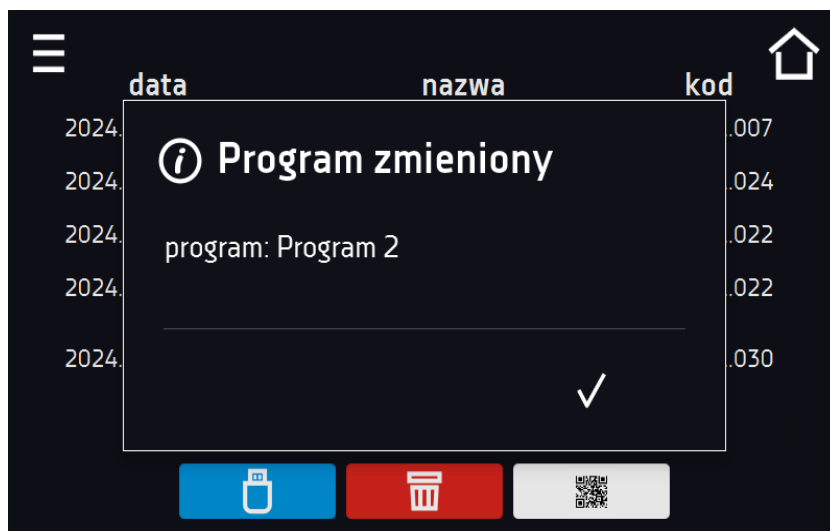 data nazwa kod
2024. .007
Program zmieniony
2024. .024
2024. .022
program: Program 2
2024. .022
2024. .030